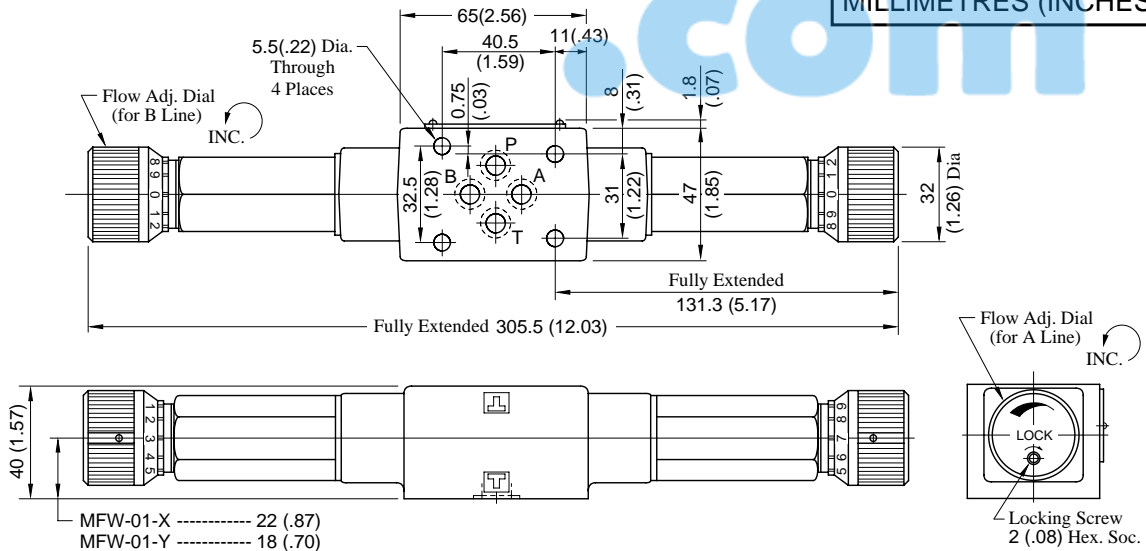 MILLIMETRES (INCHES
.com
65(2.56)
40.5
(1.59)
11(.43)
5.5(.22) Dia.
Through
4 Places
0.75
(.03)
8
(.31)
1.8
(.07)
Flow Adj. Dial
(for B Line)
INC.
P
B
A
T
8 9 0 1 2
32.5
(1.28)
31
(1.22)
47
(1.85)
8 9 0 1 2
32
(1.26) Dia
Fully Extended
131.3 (5.17)
Fully Extended 305.5 (12.03)
Flow Adj. Dial
(for A Line)
INC.
40 (1.57)
1 2 3 4 5
T
T
9 8 7 6 5
LOCK
MFW-01-X ------------ 22 (.87)
MFW-01-Y ------------ 18 (.70)
Locking Screw
2 (.08) Hex. Soc.